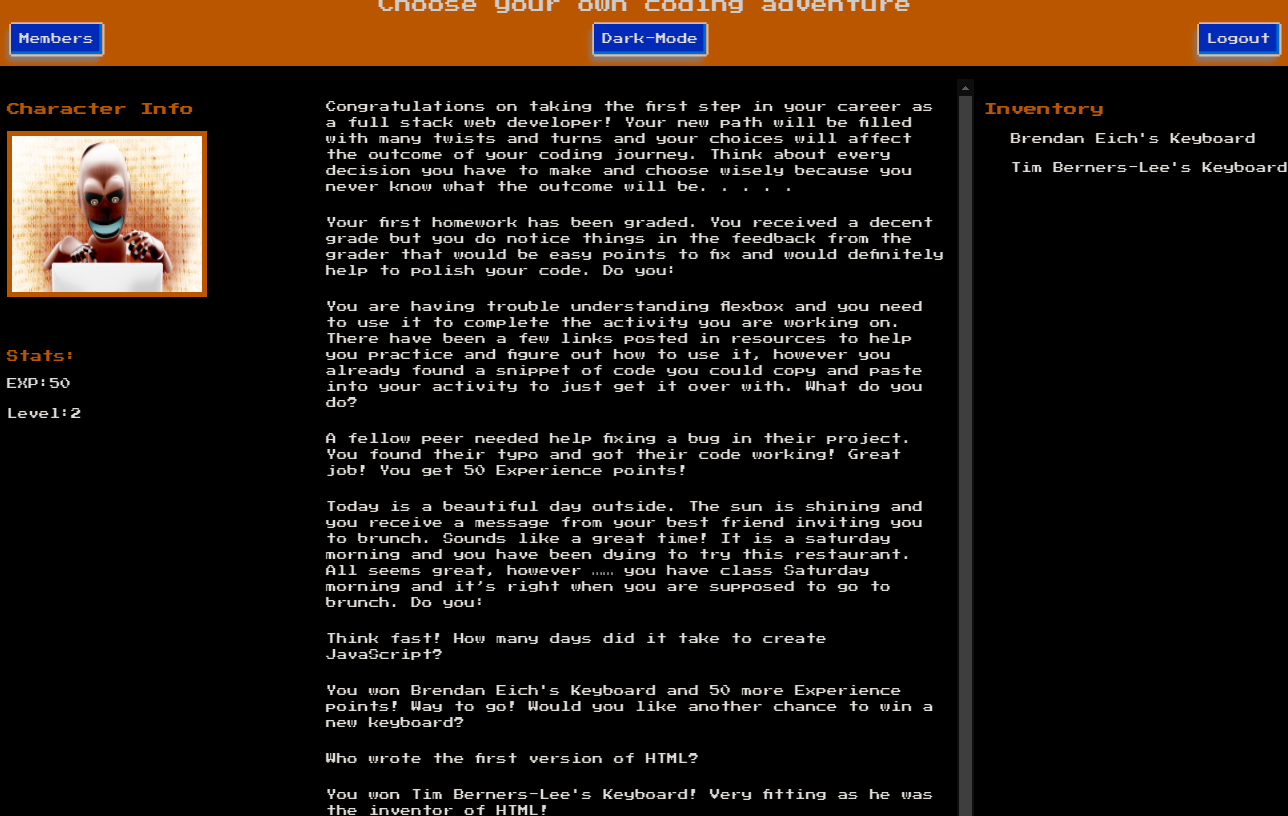 Choose your own coding adventure
Members
Dark-Mode
Logout
Character Info
Stats:
EXP:50
Level:2
Congratulations on taking the first step in your career as
a full stack web developer! Your new path will be filled
with many twists and turns and your choices will affect
the outcome of your coding journey. Think about every
decision you have to make and choose wisely because you
never know what the outcome will be. . . . .
Your first homework has been graded. You received a decent
grade but you do notice things in the feedback from the
grader that would be easy points to fix and would definitely
help to polish your code. Do you:
You are having trouble understanding flexbox and you need
to use it to complete the activity you are working on.
There have been a few links posted in resources to help
you practice and figure out how to use it, however you
already found a snippet of code you could copy and paste
into your activity to just get it over with. What do you
do?
A fellow peer needed help fixing a bug in their project.
You found their typo and got their code working! Great
job! You get 50 Experience points!
Today is a beautiful day outside. The sun is shining and
you receive a message from your best friend inviting you
to brunch. Sounds like a great time! It is a saturday
morning and you have been dying to try this restaurant.
All seems great, however …… you have class Saturday
morning and it’s right when you are supposed to go to
brunch. Do you:
Think fast! How many days did it take to create
JavaScript?
You won Brendan Eich's Keyboard and 50 more Experience
points! Way to go! Would you like another chance to win a
new keyboard?
Who wrote the first version of HTML?
You won Tim Berners-Lee's Keyboard! Very fitting as he was
the inventor of HTML!
Inventory
Brendan Eich's Keyboard
Tim Berners-Lee's Keyboard